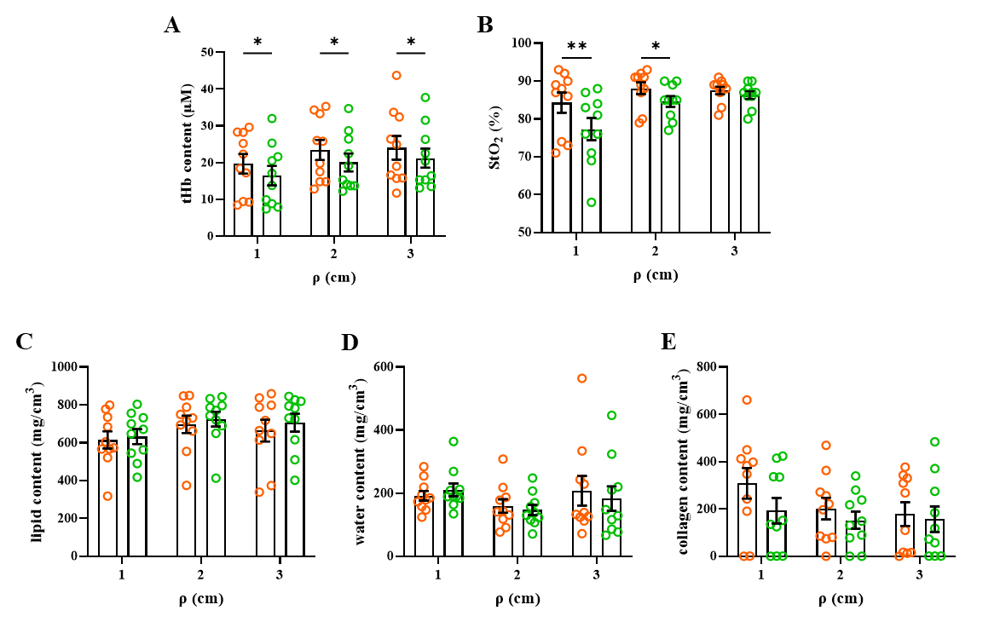 A
B
* * *
** *
50
40
30
20
10
0
tHb content (μM)
1 2 3
ρ (cm)
100
90
80
70
60
50
StO₂ (%)
1 2 3
ρ (cm)
C
D
E
1000
800
600
400
200
0
lipid content (mg/cm³)
1 2 3
ρ (cm)
600
400
200
0
water content (mg/cm³)
1 2 3
ρ (cm)
800
600
400
200
0
collagen content (mg/cm³)
1 2 3
ρ (cm)